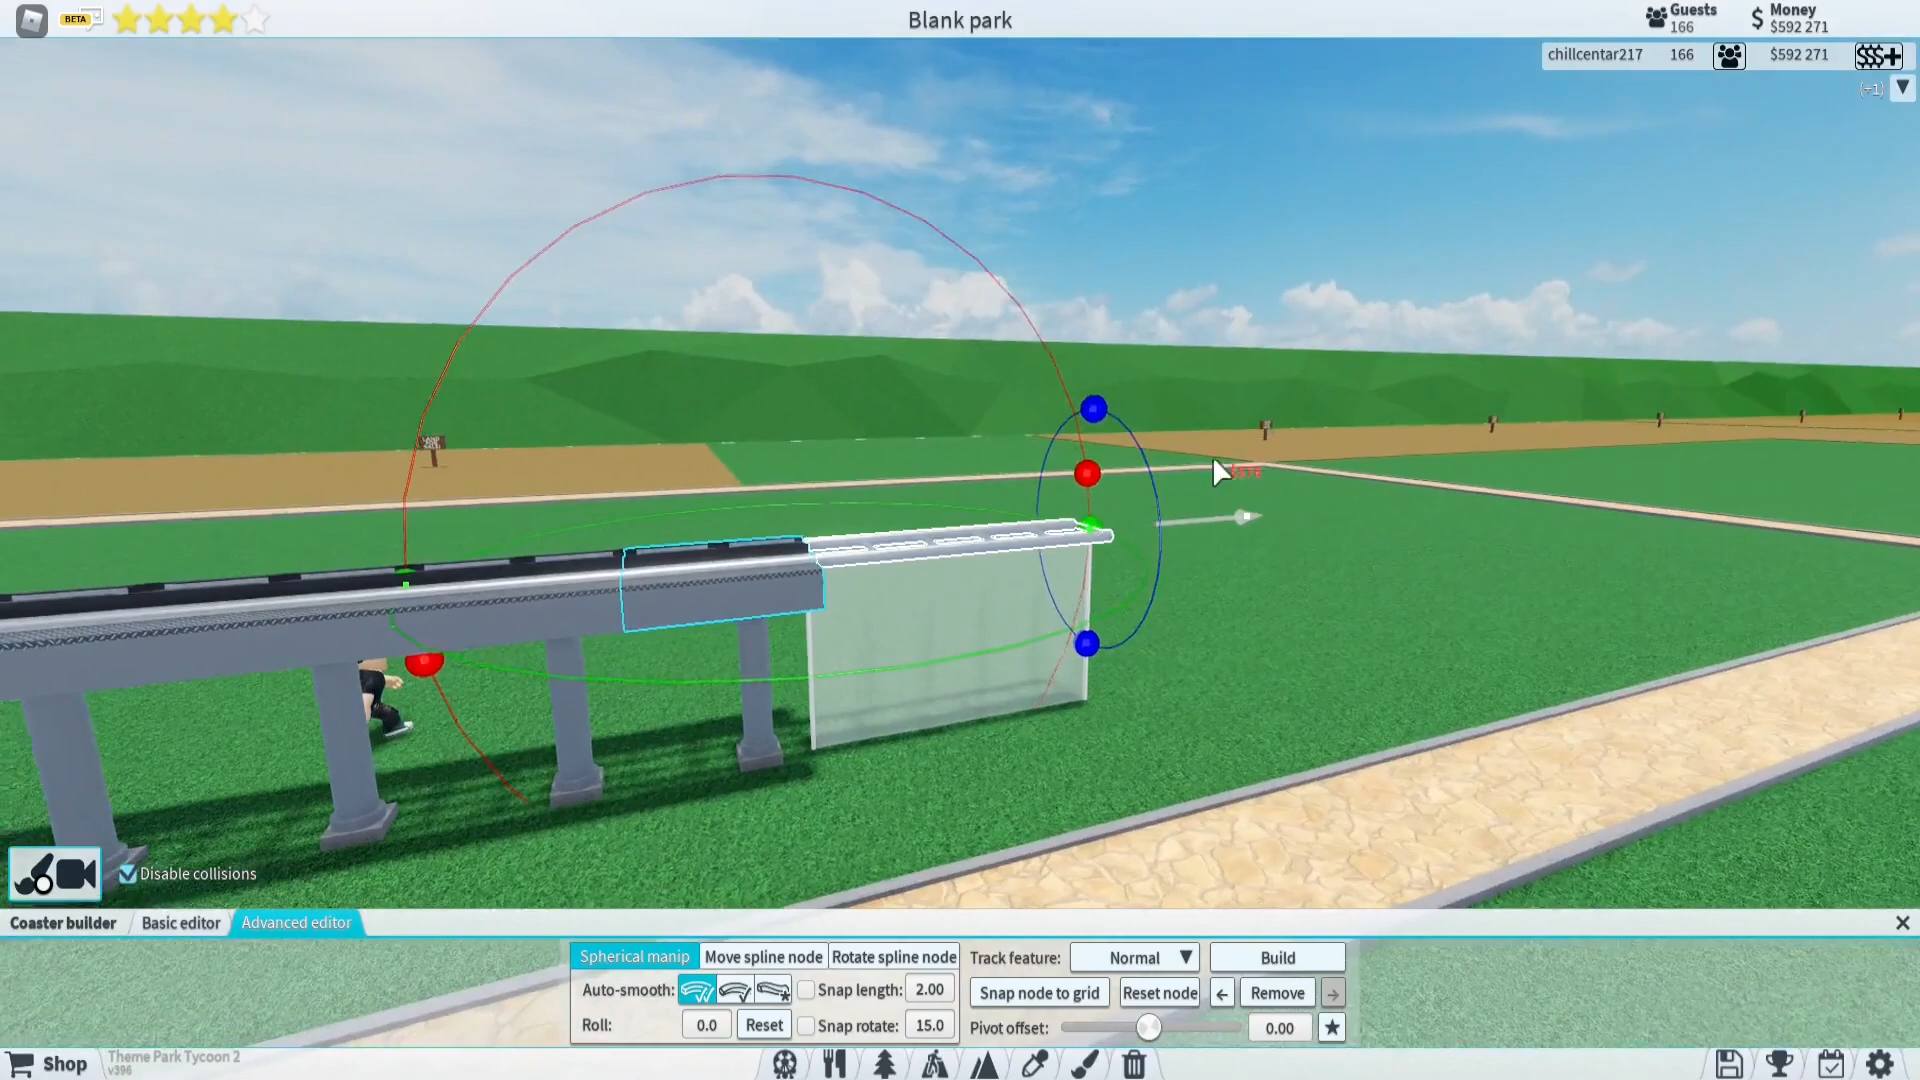 BETA
Blank park
Guests
166
Money
$592 271
chillcentar217 166 $592 271
$$$+
(÷1)
$576
Disable collisions
Coaster builder Basic editor Advanced editor
Spherical manip Move spline node Rotate spline node
Track feature: Normal Build
Auto-smooth: Snap length: 2.00
Snap node to grid Reset node Remove
Roll: 0.0 Reset Snap rotate: 15.0
Pivot offset: 0.00
Shop
Theme Park Tycoon 2
v396